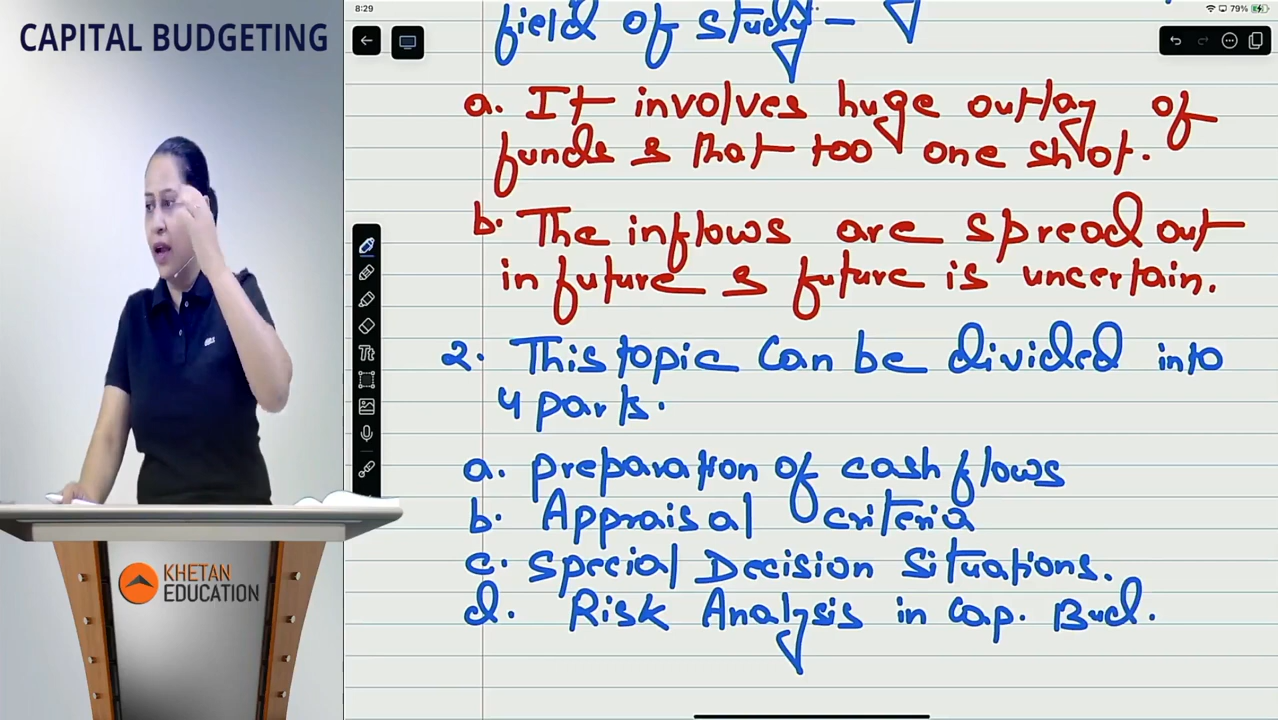 CAPITAL BUDGETING
8:29
79%
field of study -
a. It involves huge outlay of
funds & that too one shot.
b. The inflows are spread out
in future & future is uncertain.
2. This topic can be divided into
4 parts.
a. Preparation of cash flows
b. Appraisal criteria
c. Special Decision Situations.
d. Risk Analysis in Cap. Bud.
Tt
KHETAN
EDUCATION